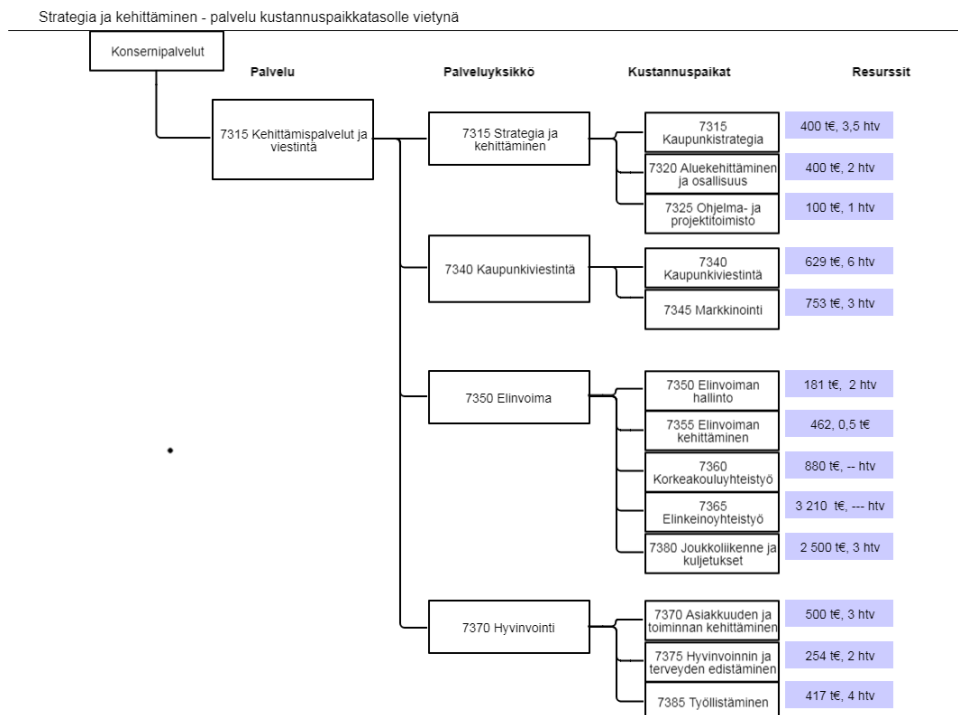 Strategia ja kehittäminen - palvelu kustannuspaikkatasolle vietynä
Konsernipalvelut
Palvelu
Palveluyksikkö
Kustannuspaikat
Resurssit
7315 Kehittämispalvelut ja
viestintä
7315 Strategia ja
kehittäminen
7315
Kaupunkistrategia
400 t€, 3,5 htv
7320 Aluekehittäminen
ja osallisuus
400 t€, 2 htv
7325 Ohjelma- ja
projektitoimisto
100 t€, 1 htv
7340 Kaupunkiviestintä
7340
Kaupunkiviestintä
629 t€, 6 htv
7345 Markkinointi
753 t€, 3 htv
7350 Elinvoima
7350 Elinvoiman
hallinto
181 t€, 2 htv
7355 Elinvoiman
kehittäminen
462, 0,5 t€
7360
Korkeakouluyhteistyö
880 t€, -- htv
7365
Elinkeinoyhteistyö
3 210 t€, --- htv
7380 Joukkoliikenne ja
kuljetukset
2 500 t€, 3 htv
7370 Hyvinvointi
7370 Asiakkuuden ja
toiminnan kehittäminen
500 t€, 3 htv
7375 Hyvinvoinnin ja
terveyden edistäminen
254 t€, 2 htv
7385 Työllistäminen
417 t€, 4 htv